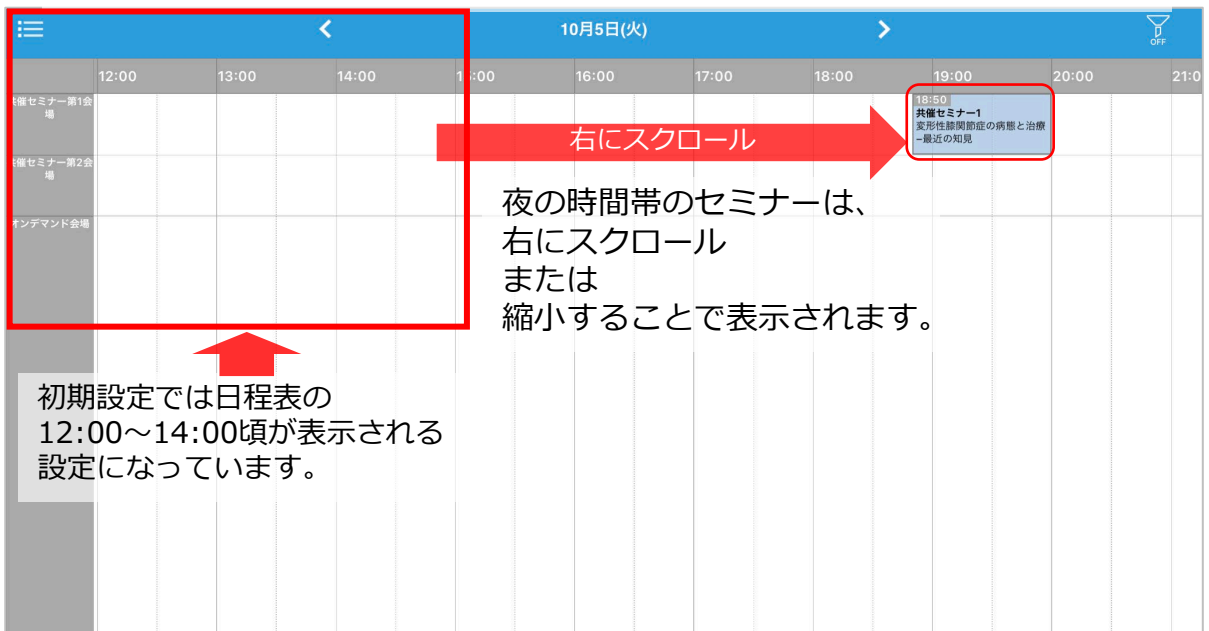 10月5日(火)
OFF
12:00 13:00 14:00 15:00 16:00 17:00 18:00 19:00 20:00 21:0
共催セミナー第1会
場
18:50
共催セミナー1
変形性膝関節症の病態と治療
−最近の知見
右にスクロール
共催セミナー第2会
場
オンデマンド会場
夜の時間帯のセミナーは、
右にスクロール
または
縮小することで表示されます。
初期設定では日程表の
12:00～14:00頃が表示される
設定になっています。